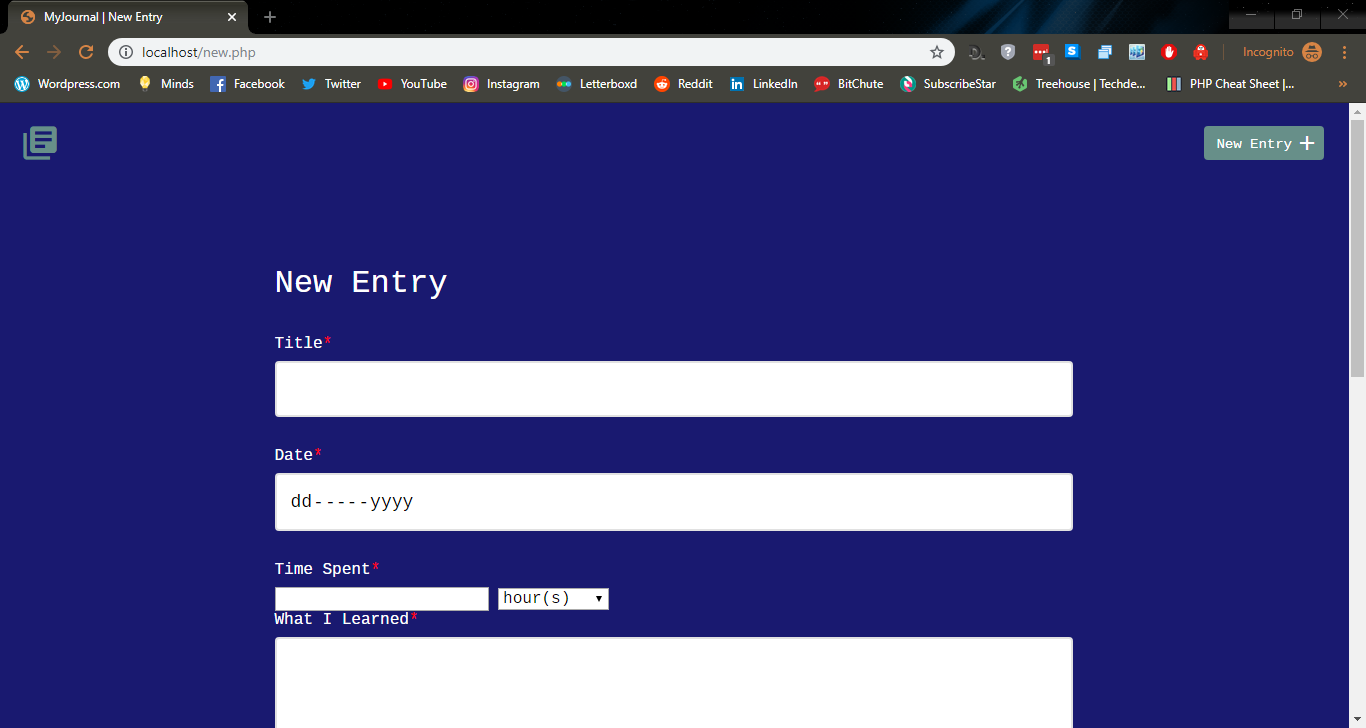 MyJournal | New Entry
localhost/new.php
1
Incognito
Wordpress.com Minds Facebook Twitter YouTube Instagram Letterboxd Reddit LinkedIn BitChute SubscribeStar Treehouse | Techde... PHP Cheat Sheet |... »
New Entry +
New Entry
Title*
Date*
dd-----yyyy
Time Spent*
hour(s)
What I Learned*